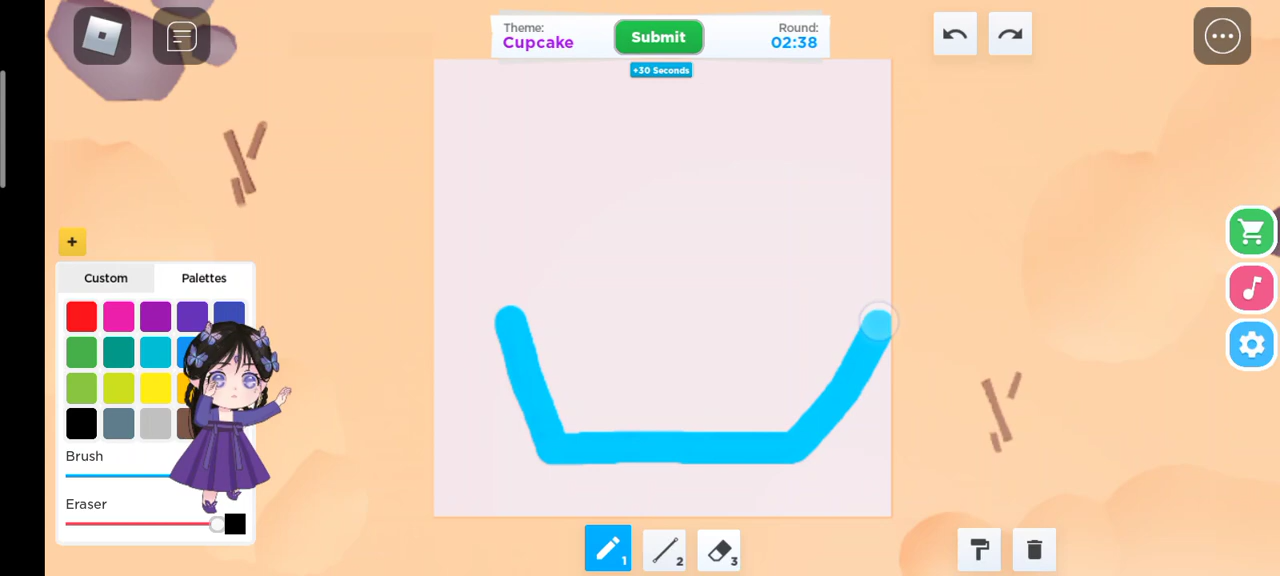 Theme:
Cupcake
Submit
Round:
02:38
+30 Seconds
+
Custom
Palettes
Brush
Eraser
1
2
3